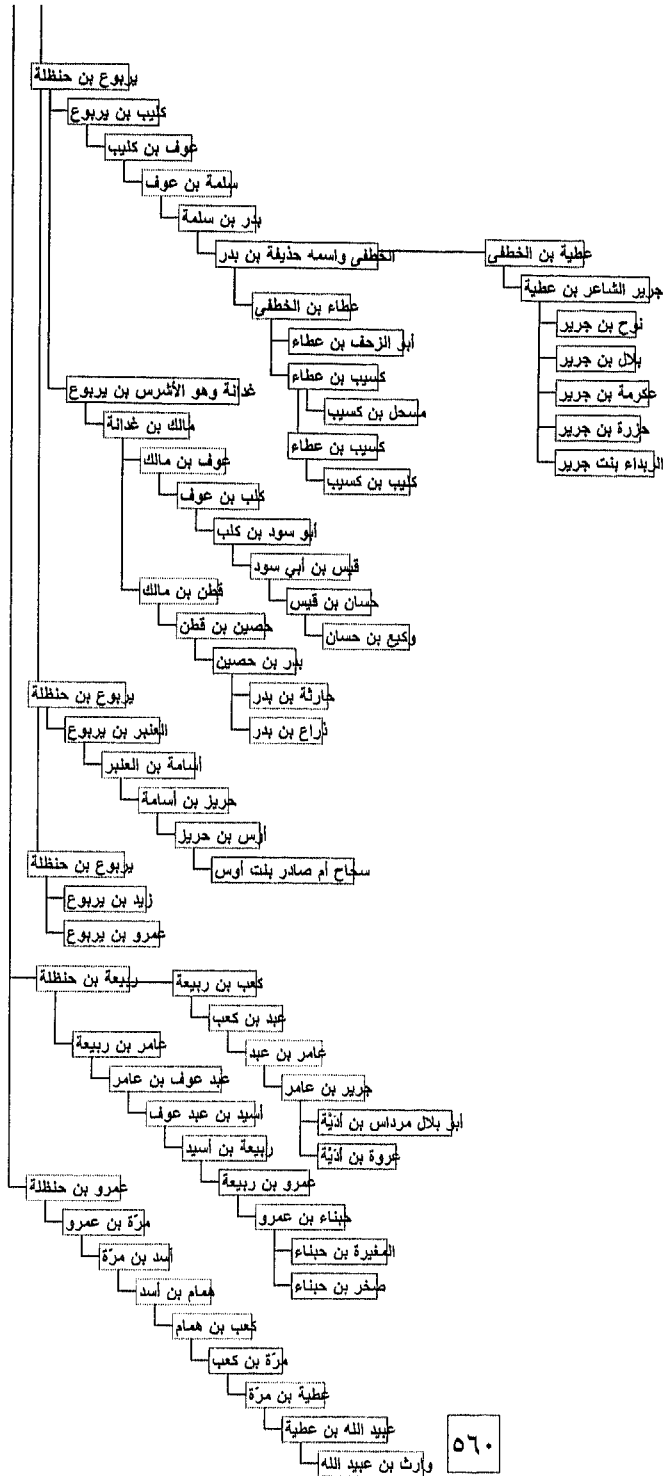 يربوع بن حنظلة
كليب بن يربوع
عوف بن كليب
سلمة بن عوف
بدر بن سلمة
الخطفى واسمه حذيفة بن بدر
عطية بن الخطفى
جرير الشاعر بن عطية
نوح بن جرير
بلال بن جرير
عكرمة بن جرير
حزرة بن جرير
الربداء بنت جرير
عطاء بن الخطفى
أبو الزحف بن عطاء
كسيب بن عطاء
مسحل بن كسيب
كسيب بن عطاء
كليب بن كسيب
غدانة وهو الأشرس بن يربوع
مالك بن غدانة
عوف بن مالك
كلب بن عوف
أبو سود بن كلب
قيس بن أبي سود
حسان بن قيس
وكيع بن حسان
قطن بن مالك
حصين بن قطن
بدر بن حصين
حارثة بن بدر
ذراع بن بدر
يربوع بن حنظلة
العنبر بن يربوع
أسامة بن العنبر
حريز بن أسامة
أوس بن حريز
سجاح أم صادر بنت أوس
يربوع بن حنظلة
زيد بن يربوع
عمرو بن يربوع
ربيعة بن حنظلة
كعب بن ربيعة
عبد بن كعب
عامر بن عبد
جرير بن عامر
أبو بلال مرداس بن أديّة
عروة بن أديّة
عامر بن ربيعة
عبد عوف بن عامر
أسيد بن عبد عوف
ربيعة بن أسيد
عمرو بن ربيعة
حبناء بن عمرو
المغيرة بن حبناء
صخر بن حبناء
عمرو بن حنظلة
مرّة بن عمرو
أسد بن مرّة
همام بن أسد
كعب بن همام
مرّة بن كعب
عطية بن مرّة
عبيد الله بن عطية
وارث بن عبيد الله
٥٦٠